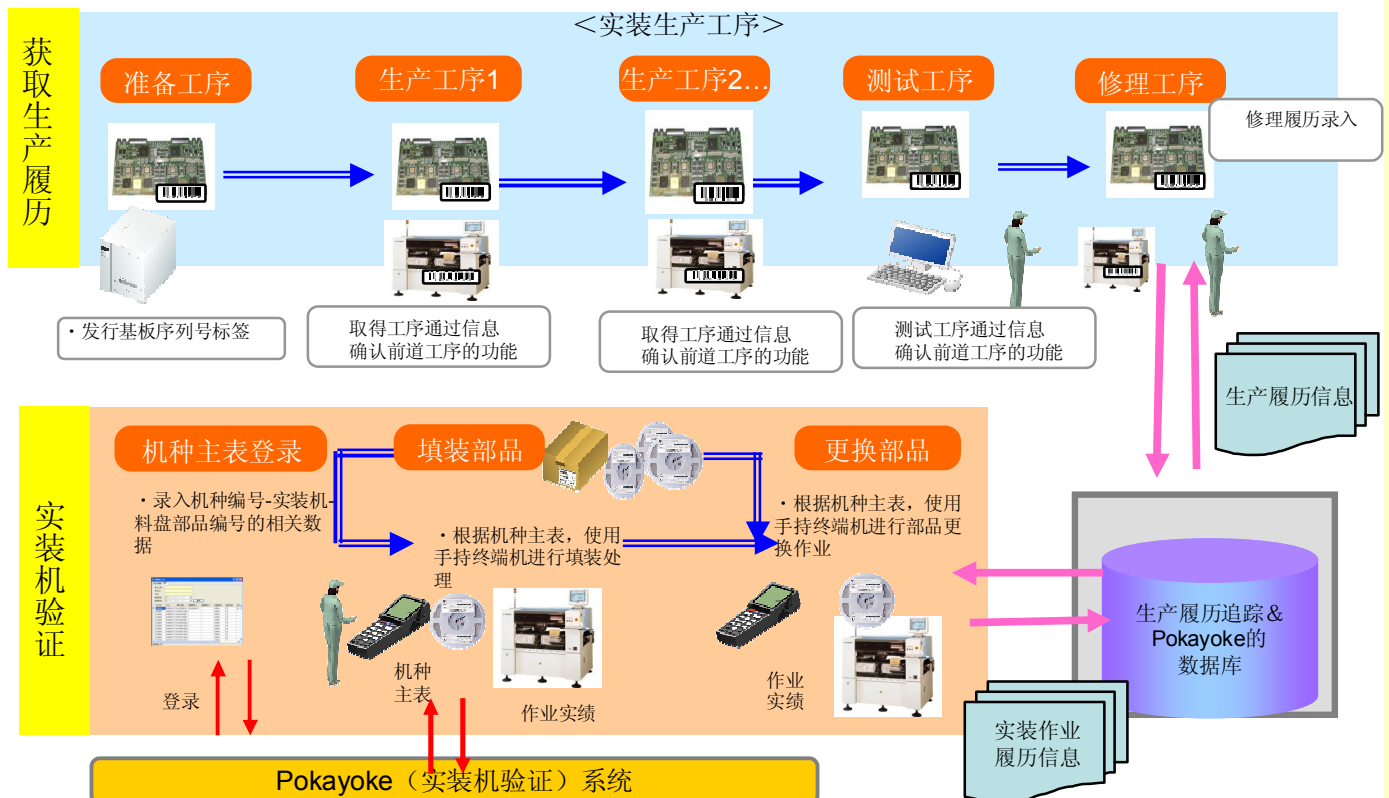 ＜实装生产工序＞
获取生产履历
准备工序
生产工序1
生产工序2…
测试工序
修理工序
修理履历录入
・发行基板序列号标签
取得工序通过信息
确认前道工序的功能
取得工序通过信息
确认前道工序的功能
测试工序通过信息
确认前道工序的功能
生产履历信息
实装机验证
机种主表登录
填装部品
更换部品
・录入机种编号-实装机-
料盘部品编号的相关数
据
・根据机种主表，使用
手持终端机进行填装处
理
・根据机种主表，使用
手持终端机进行部品更
换作业
机种
主表
作业实绩
作业
实绩
登录
生产履历追踪＆
Pokayoke的
数据库
实装作业
履历信息
Pokayoke（实装机验证）系统